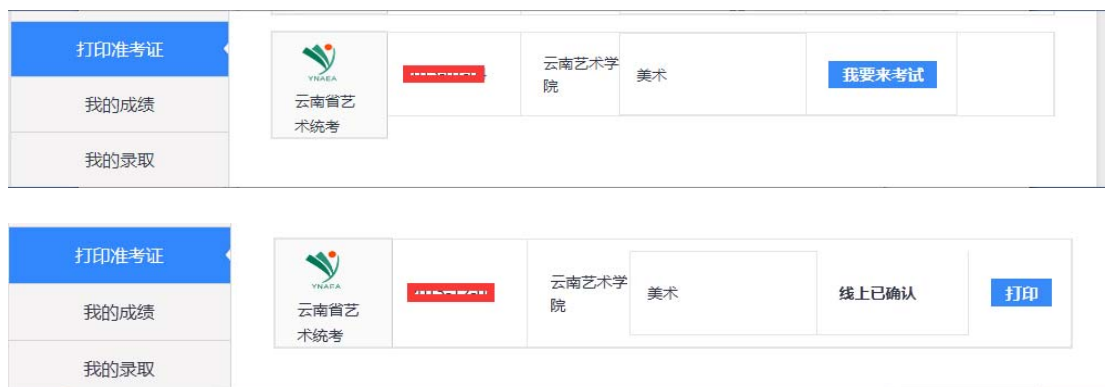 打印准考证
我的成绩
我的录取
YNAEA
云南省艺
术统考
云南艺术学
院
美术
我要来考试
打印准考证
我的成绩
我的录取
YNAEA
云南省艺
术统考
云南艺术学
院
美术
线上已确认
打印